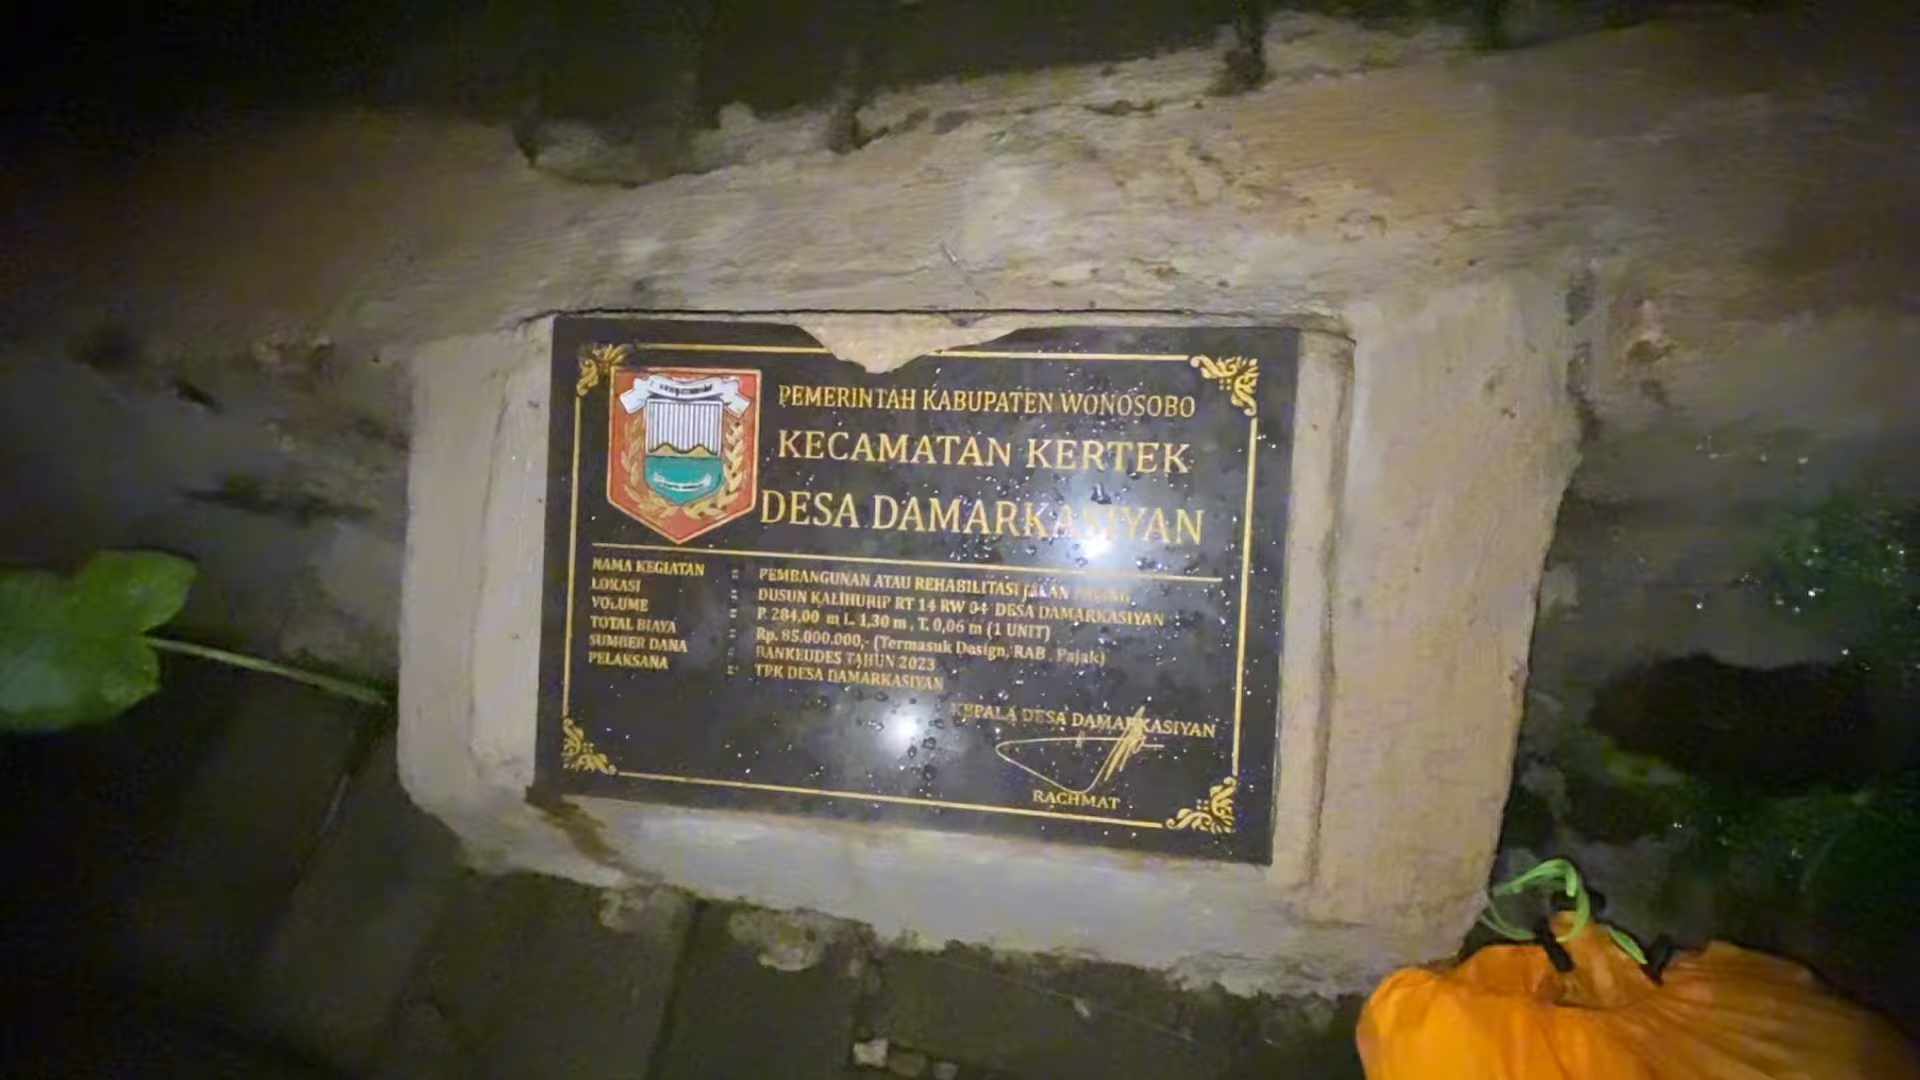 PEMERINTAH KABUPATEN WONOSOBO
KECAMATAN KERTEK
DESA DAMARKASIYAN
NAMA KEGIATAN : PEMBANGUNAN ATAU REHABILITASI JALAN
LOKASI : DUSUN KALIHURIP RT 14 RW 04 DESA DAMARKASIYAN
VOLUME : P. 284,00 m L. 1,30 m , T. 0,06 m (1 UNIT)
TOTAL BIAYA : Rp. 85.000.000,- (Termasuk Design, RAB , Pajak)
SUMBER DANA : BANKEUDES TAHUN 2023
PELAKSANA : TPK DESA DAMARKASIYAN
KEPALA DESA DAMARKASIYAN
RACHMAT